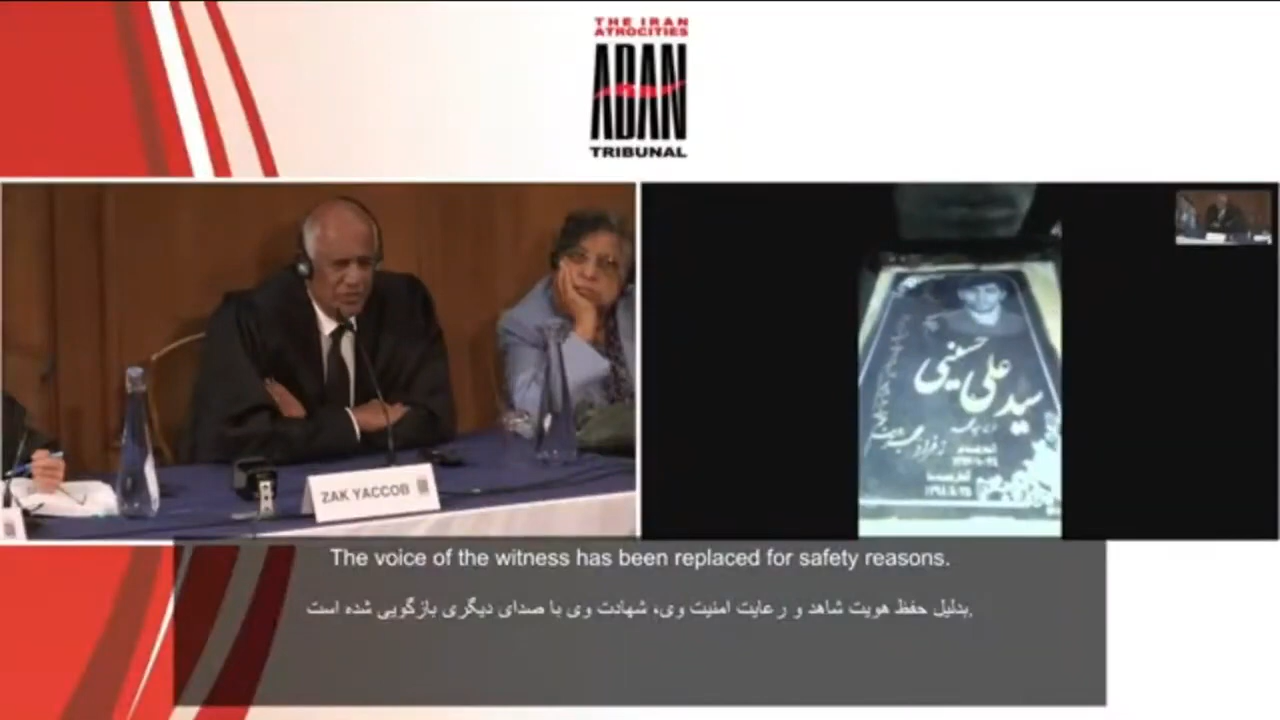 THE IRAN
ATROCITIES
ABAN
TRIBUNAL
سید علی حسینی
ZAK YACCOB
The voice of the witness has been replaced for safety reasons.
بدلیل حفظ هویت شاهد و رعایت امنیت وی، شهادت وی با صدای دیگری بازگویی شده است.